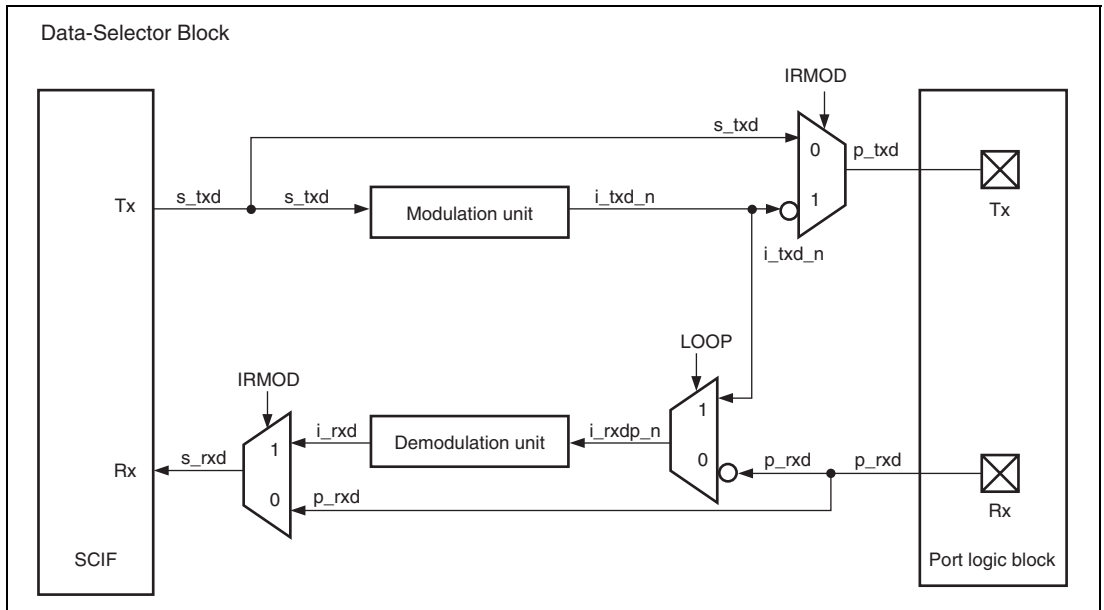 Data-Selector Block
IRMOD
s_txd
0
p_txd
Tx
s_txd
s_txd
Modulation unit
i_txd_n
1
Tx
i_txd_n
LOOP
IRMOD
1
1
i_rxd
Demodulation unit
i_rxdp_n
0
p_rxd
p_rxd
Rx
s_rxd
0
p_rxd
Rx
SCIF
Port logic block